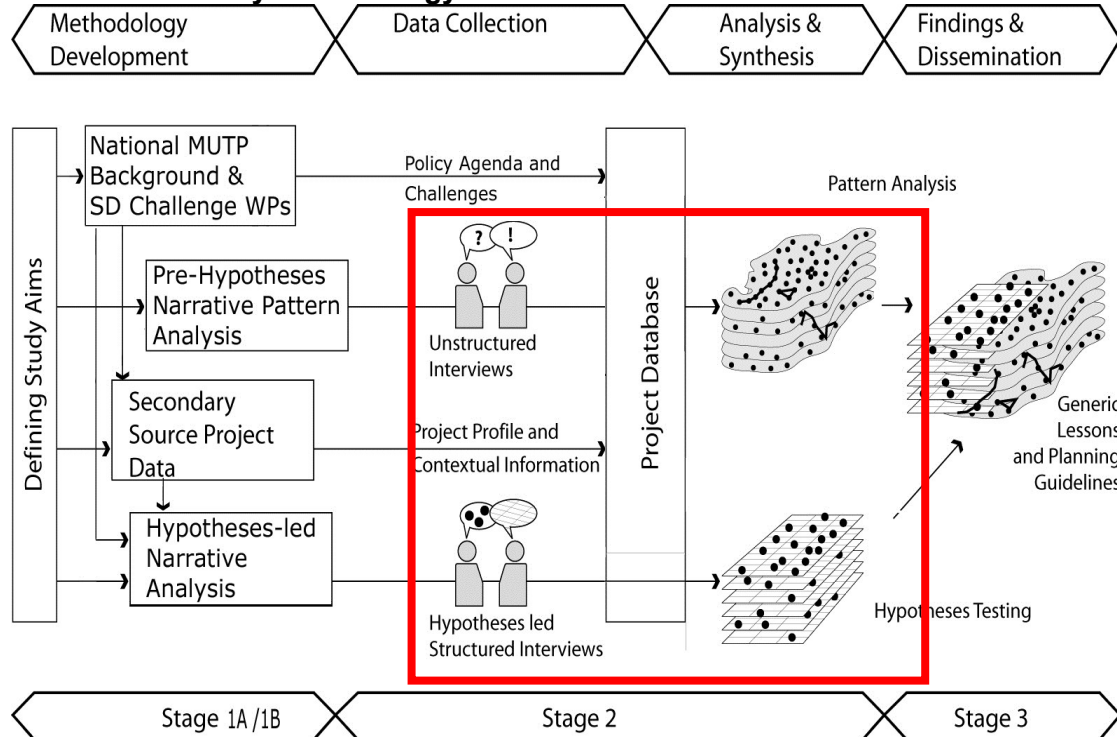 Methodology
Development
Data Collection
Analysis &
Synthesis
Findings &
Dissemination
Defining Study Aims
National MUTP
Background &
SD Challenge WPs
Policy Agenda and
Challenges
Pre-Hypotheses
Narrative Pattern
Analysis
?
!
Unstructured
Interviews
Secondary
Source Project
Data
Project Profile and
Contextual Information
Hypotheses-led
Narrative
Analysis
Hypotheses led
Structured Interviews
Project Database
Pattern Analysis
Hypotheses Testing
Generic
Lessons
and Planning
Guidelines
Stage 1A /1B
Stage 2
Stage 3